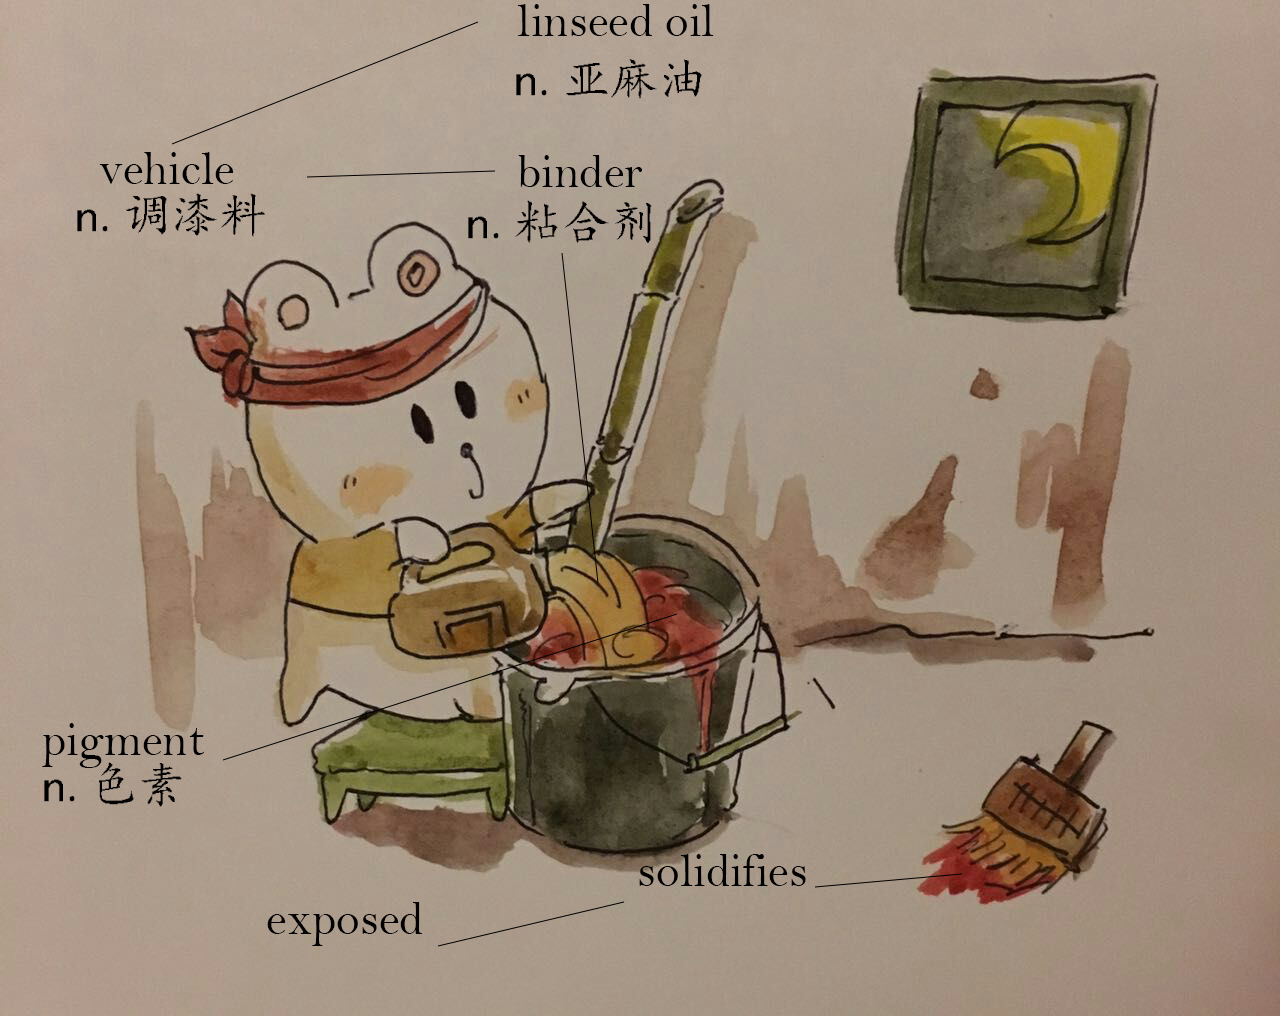 linseed oil
n. 亚麻油
vehicle
n. 调漆料
binder
n. 粘合剂
pigment
n. 色素
solidifies
exposed